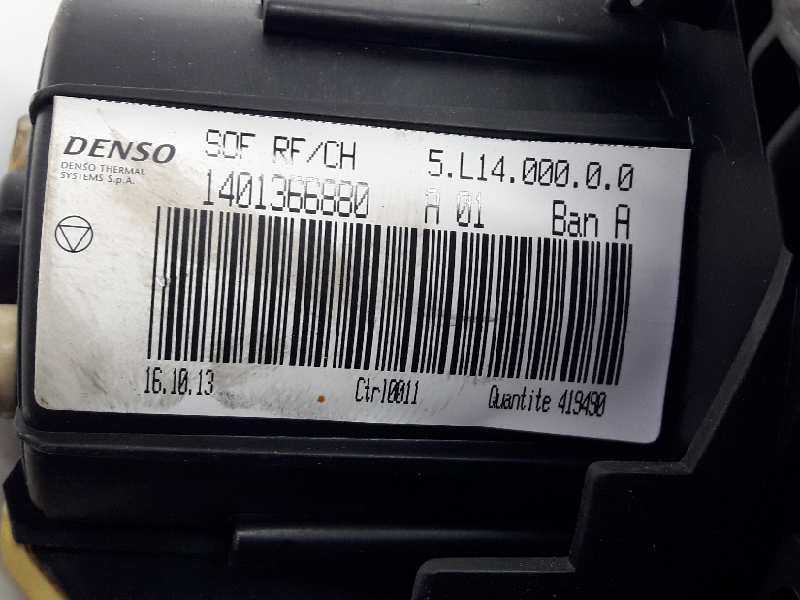 DENSO SOF RF/CH 5.L14.000.0.0
DENSO THERMAL
SYSTEMS S.p.A.
1401366880 A 01 Ban A
16.10.13 Ctrl0011 Quantite 419490